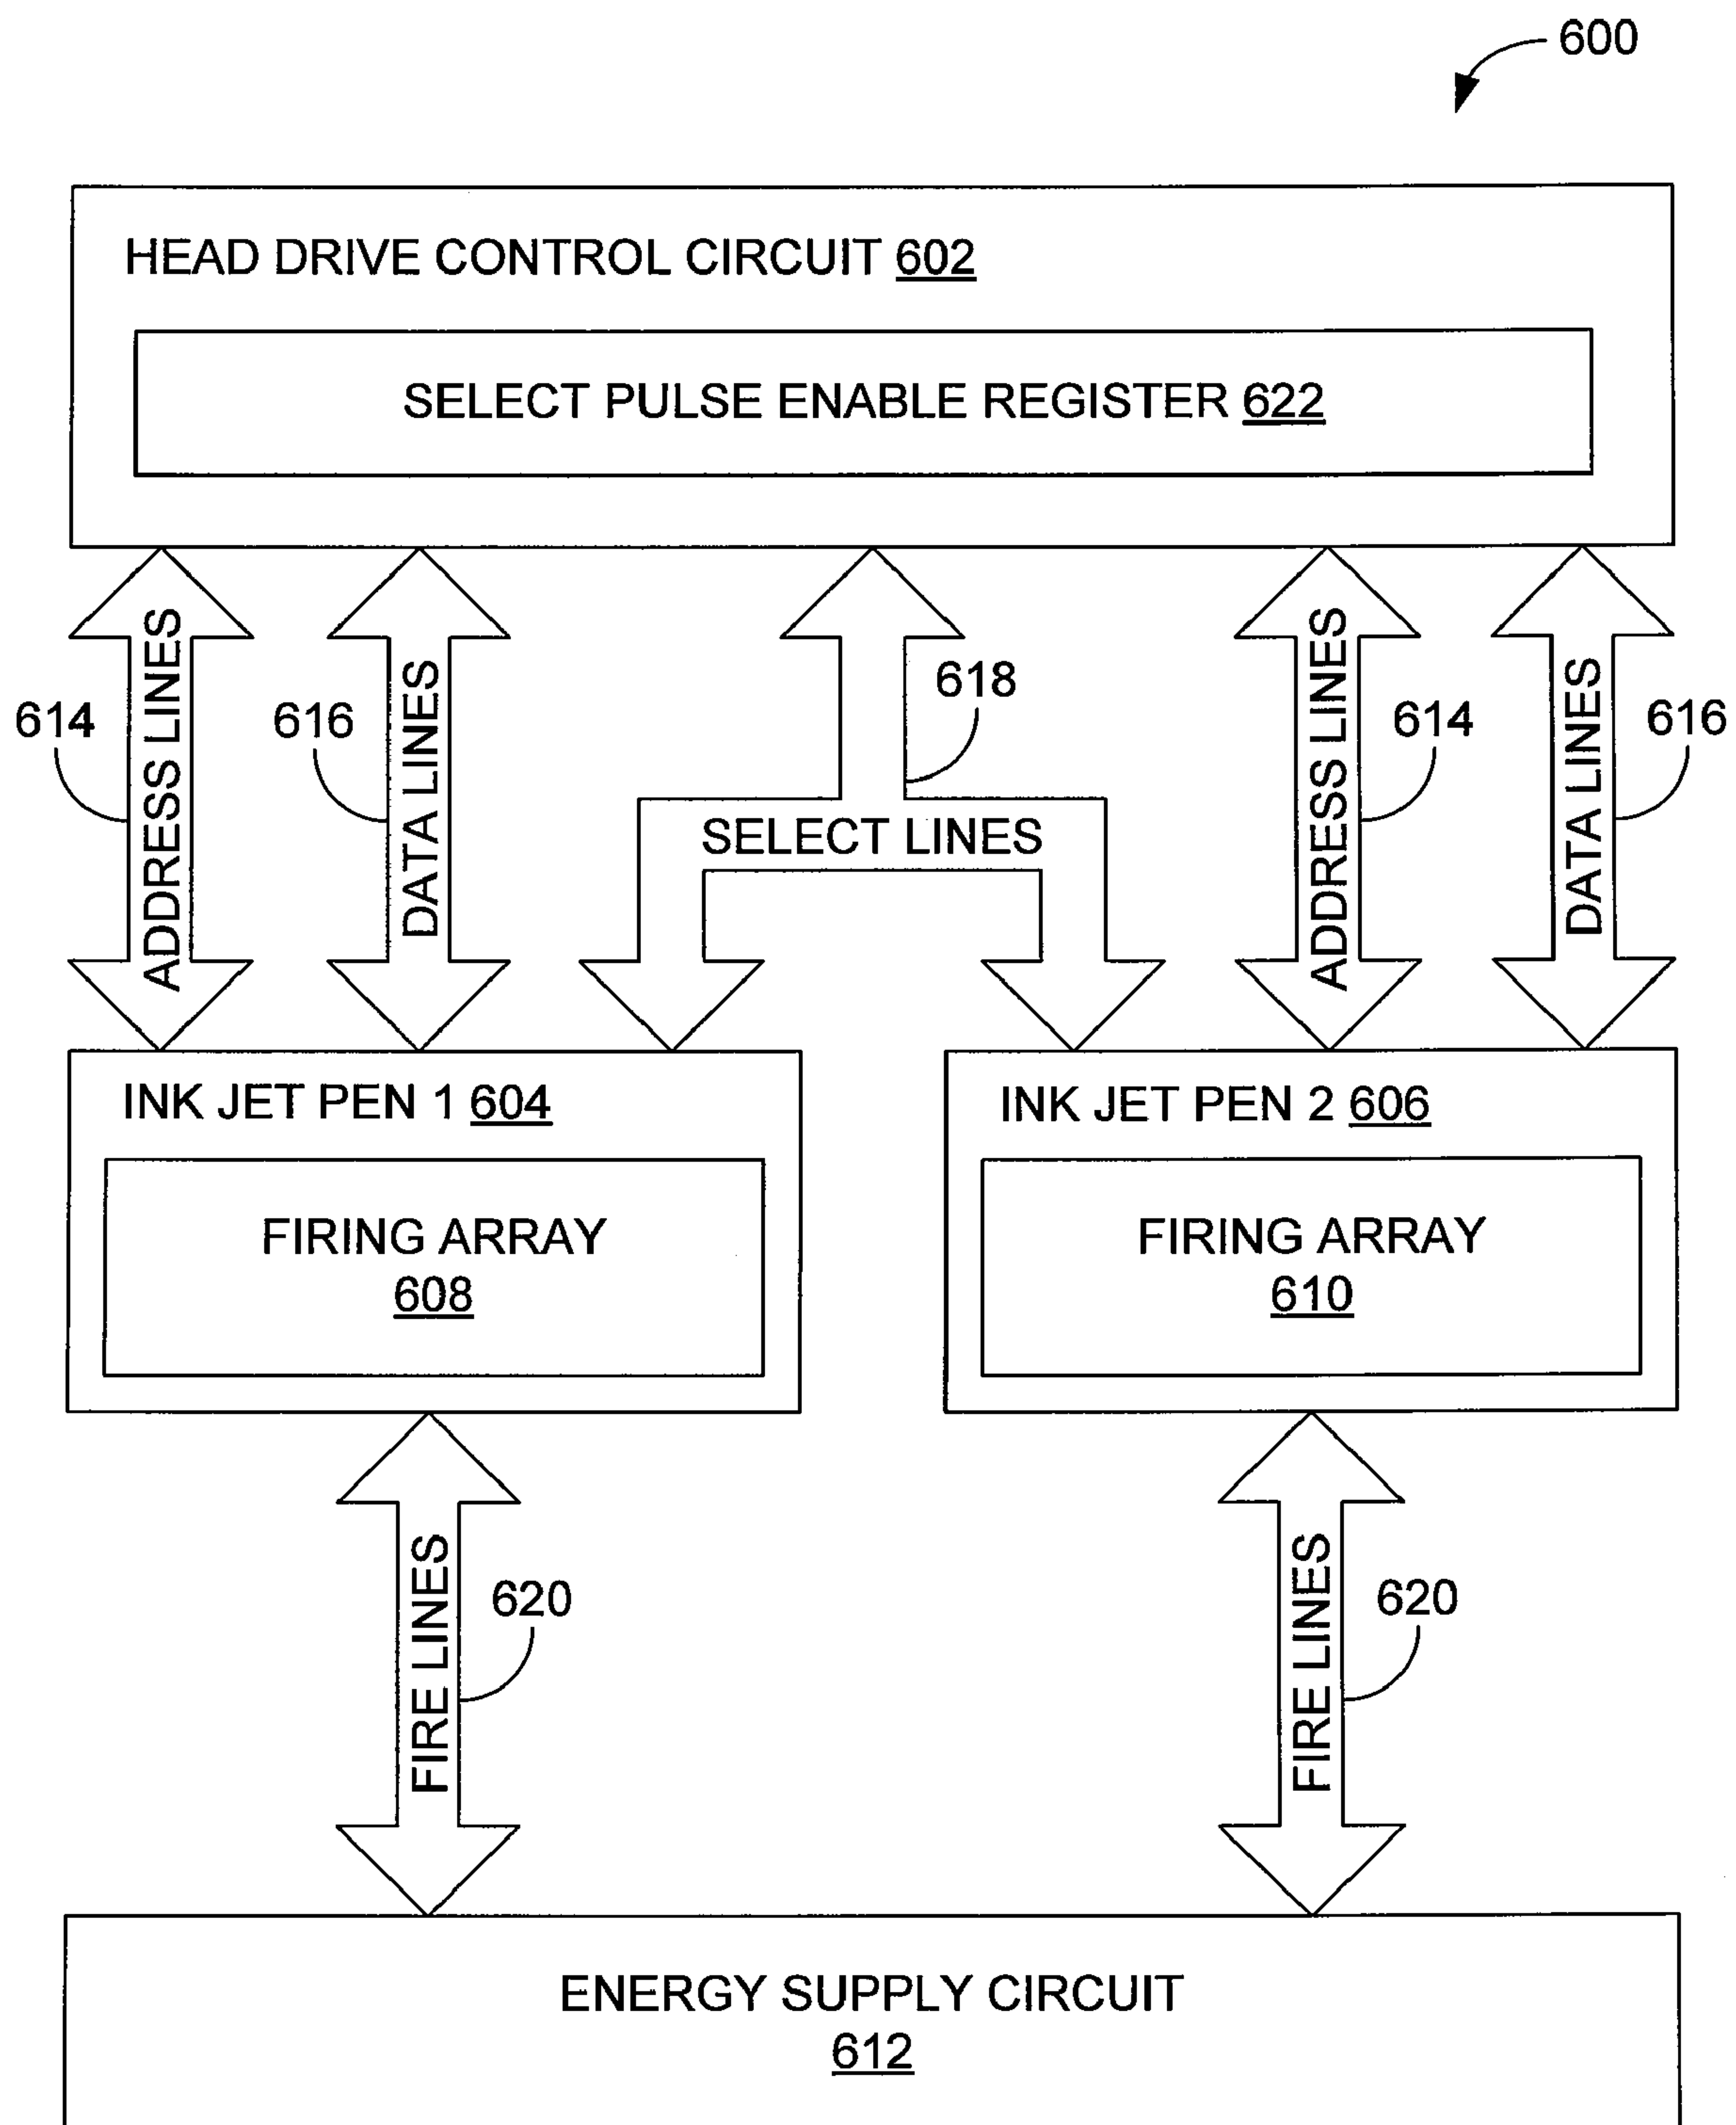 600
HEAD DRIVE CONTROL CIRCUIT 602
SELECT PULSE ENABLE REGISTER 622
614
ADDRESS LINES
616
DATA LINES
618
SELECT LINES
ADDRESS LINES
614
DATA LINES
616
INK JET PEN 1 604
FIRING ARRAY
608
INK JET PEN 2 606
FIRING ARRAY
610
FIRE LINES
620
FIRE LINES
620
ENERGY SUPPLY CIRCUIT
612